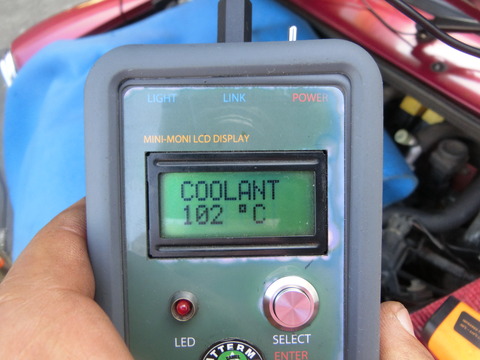 LIGHT LINK POWER
MINI-MONI LCD DISPLAY
COOLANT
102 °C
LED SELECT
ENTER